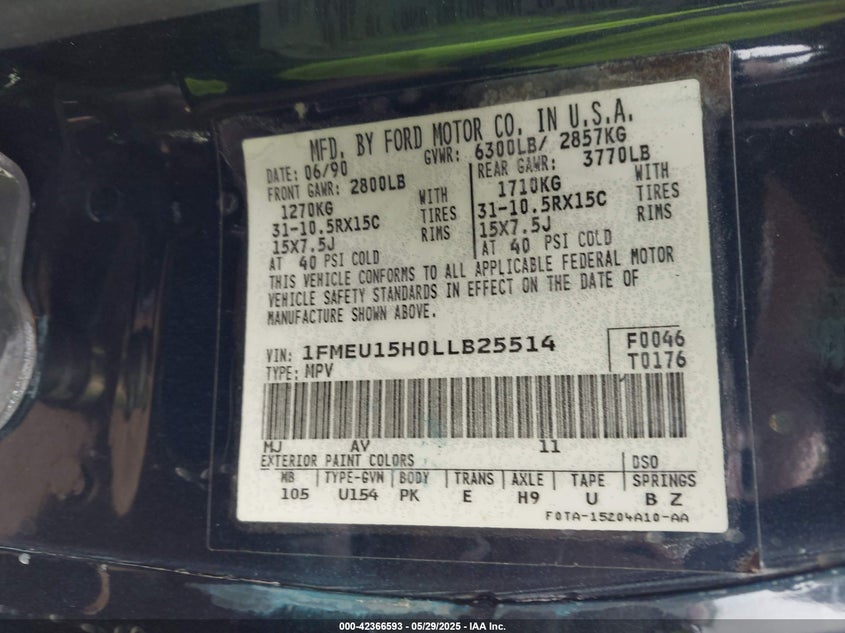 MFD. BY FORD MOTOR CO. IN U.S.A.
DATE: 06/90 GVWR: 6300LB/ 2857KG
FRONT GAWR: 2800LB REAR GAWR: 3770LB
1270KG WITH 1710KG WITH
31-10.5RX15C TIRES 31-10.5RX15C TIRES
15X7.5J RIMS 15X7.5J RIMS
AT 40 PSI COLD AT 40 PSI COLD
THIS VEHICLE CONFORMS TO ALL APPLICABLE FEDERAL MOTOR
VEHICLE SAFETY STANDARDS IN EFFECT ON THE DATE OF
MANUFACTURE SHOWN ABOVE.
VIN: 1FMEU15H0LLB25514 F0046
TYPE: MPV T0176
MJ AY 11
EXTERIOR PAINT COLORS DSO
WB TYPE-GVW BODY TRANS AXLE TAPE SPRINGS
105 U154 PK E H9 U B Z
F0TA-15204A10-AA
000-42366593 - 05/29/2025 - IAA Inc.